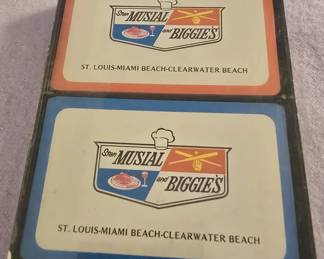 Stan MUSIAL
and BIGGIE'S
ST. LOUIS-MIAMI BEACH-CLEARWATER BEACH
Stan MUSIAL
and BIGGIE'S
ST. LOUIS-MIAMI BEACH-CLEARWATER BEACH